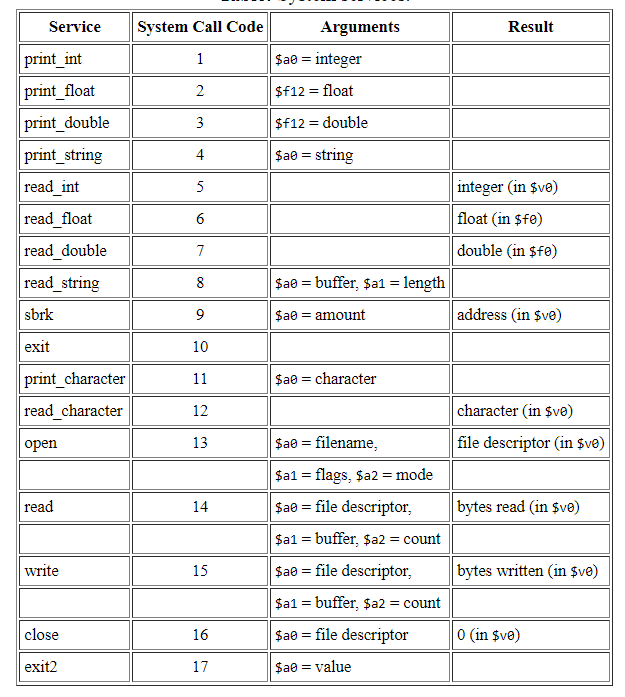 Service System Call Code Arguments Result
print_int 1 $a0 = integer
print_float 2 $f12 = float
print_double 3 $f12 = double
print_string 4 $a0 = string
read_int 5 integer (in $v0)
read_float 6 float (in $f0)
read_double 7 double (in $f0)
read_string 8 $a0 = buffer, $a1 = length
sbrk 9 $a0 = amount address (in $v0)
exit 10
print_character 11 $a0 = character
read_character 12 character (in $v0)
open 13 $a0 = filename, file descriptor (in $v0)
$a1 = flags, $a2 = mode
read 14 $a0 = file descriptor, bytes read (in $v0)
$a1 = buffer, $a2 = count
write 15 $a0 = file descriptor, bytes written (in $v0)
$a1 = buffer, $a2 = count
close 16 $a0 = file descriptor 0 (in $v0)
exit2 17 $a0 = value